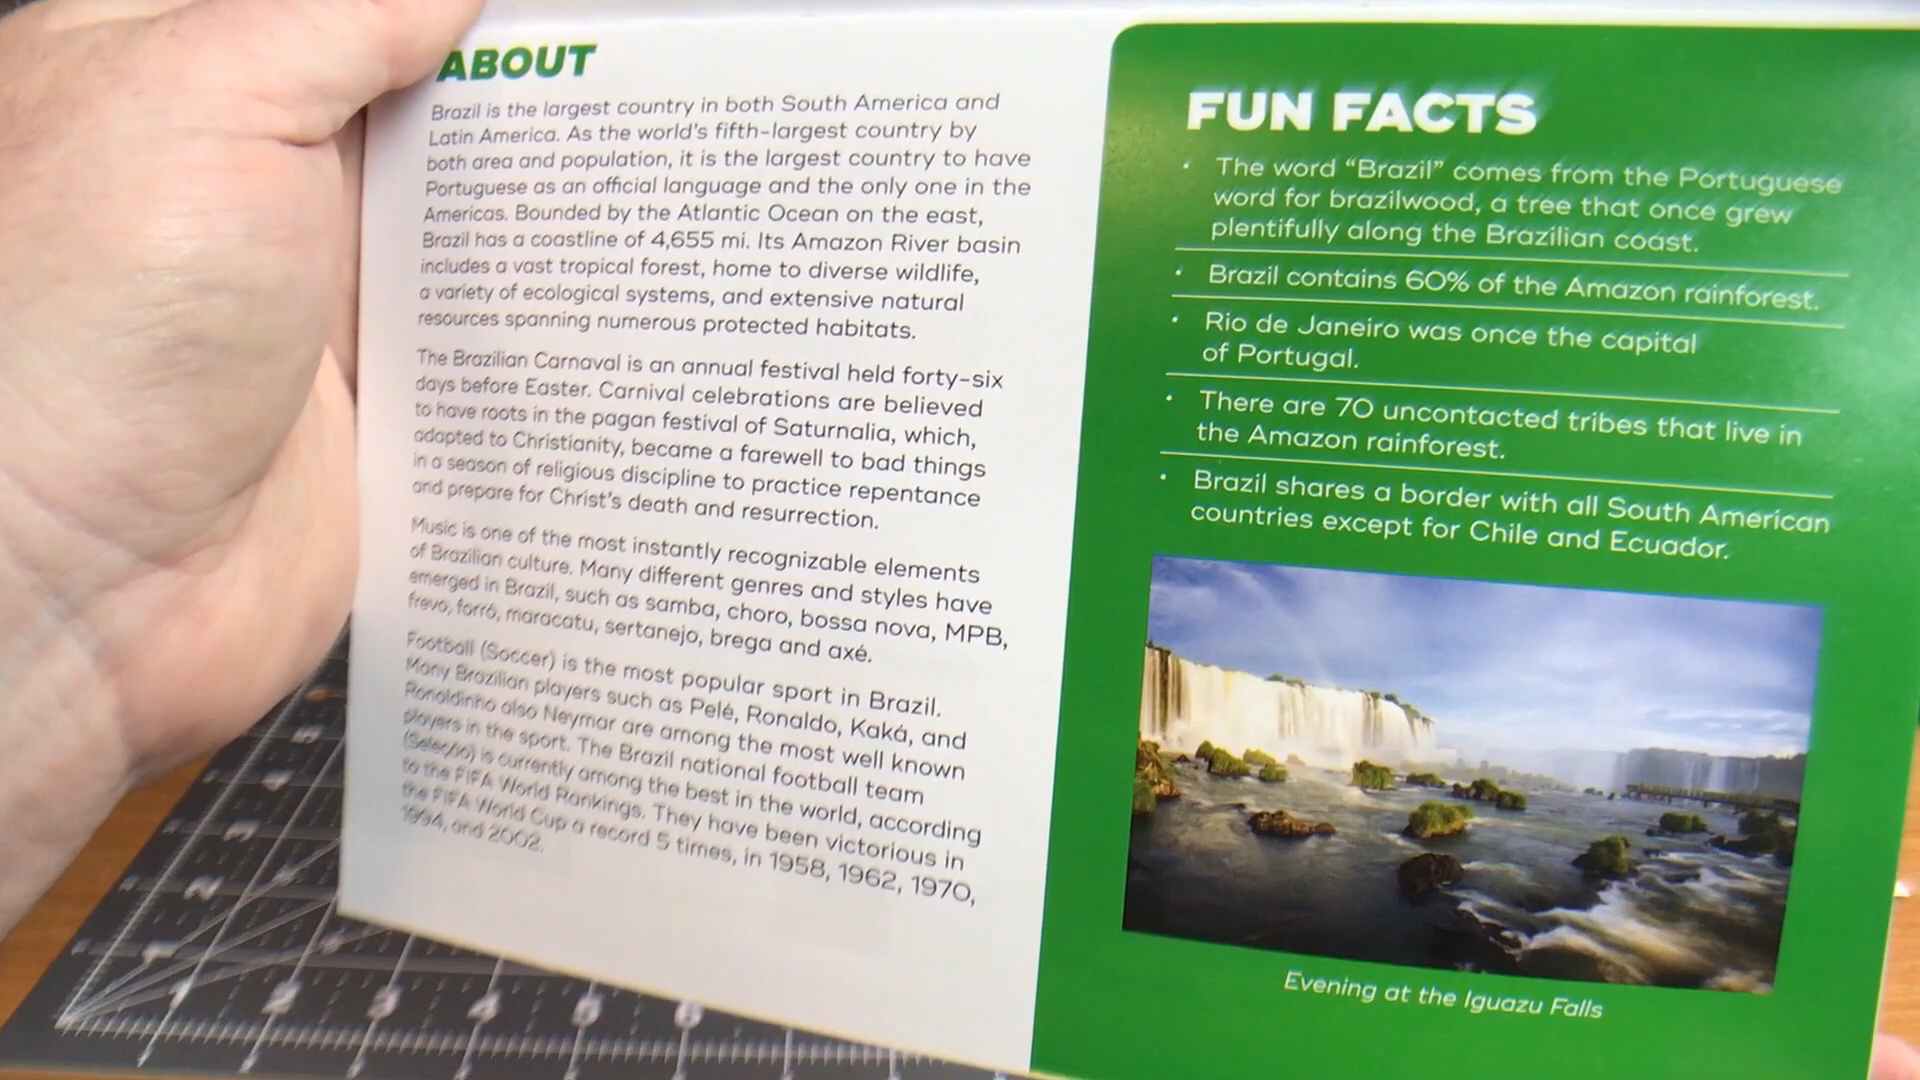 ABOUT
Brazil is the largest country in both South America and
Latin America. As the world's fifth-largest country by
both area and population, it is the largest country to have
Portuguese as an official language and the only one in the
Americas. Bounded by the Atlantic Ocean on the east,
Brazil has a coastline of 4,655 mi. Its Amazon River basin
includes a vast tropical forest, home to diverse wildlife,
a variety of ecological systems, and extensive natural
resources spanning numerous protected habitats.
The Brazilian Carnaval is an annual festival held forty-six
days before Easter. Carnival celebrations are believed
to have roots in the pagan festival of Saturnalia, which,
adapted to Christianity, became a farewell to bad things
in a season of religious discipline to practice repentance
and prepare for Christ's death and resurrection.
Music is one of the most instantly recognizable elements
of Brazilian culture. Many different genres and styles have
emerged in Brazil, such as samba, choro, bossa nova, MPB,
frevo, forró, maracatu, sertanejo, brega and axé.
Football (Soccer) is the most popular sport in Brazil.
Many Brazilian players such as Pelé, Ronaldo, Kaká, and
Ronaldinho also Neymar are among the most well known
players in the sport. The Brazil national football team
(Seleção) is currently among the best in the world, according
to the FIFA World Rankings. They have been victorious in
the FIFA World Cup a record 5 times, in 1958, 1962, 1970,
1994, and 2002.
FUN FACTS
• The word “Brazil” comes from the Portuguese
word for brazilwood, a tree that once grew
plentifully along the Brazilian coast.
• Brazil contains 60% of the Amazon rainforest.
• Rio de Janeiro was once the capital
of Portugal.
• There are 70 uncontacted tribes that live in
the Amazon rainforest.
• Brazil shares a border with all South American
countries except for Chile and Ecuador.
Evening at the Iguazu Falls
1 2 3 4 5 6